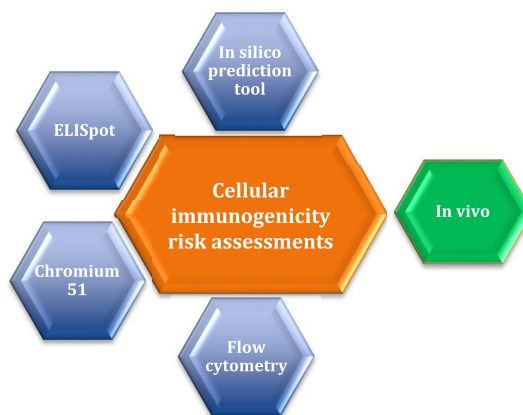 In silico
prediction
tool
ELISpot
Cellular
immunogenicity
risk assessments
In vivo
Chromium
51
Flow
cytometry